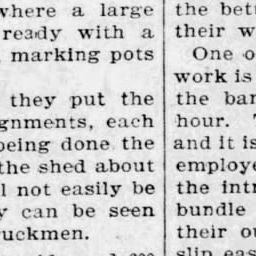 where a large
ready with a
marking pots
they put the
gnments, each
being done the
the shed about
l not easily be
y can be seen
uckmen.
the bet
their w
One o
work is
the bar
hour.
and it is
employe
the intr
bundle
their ou
slip eas